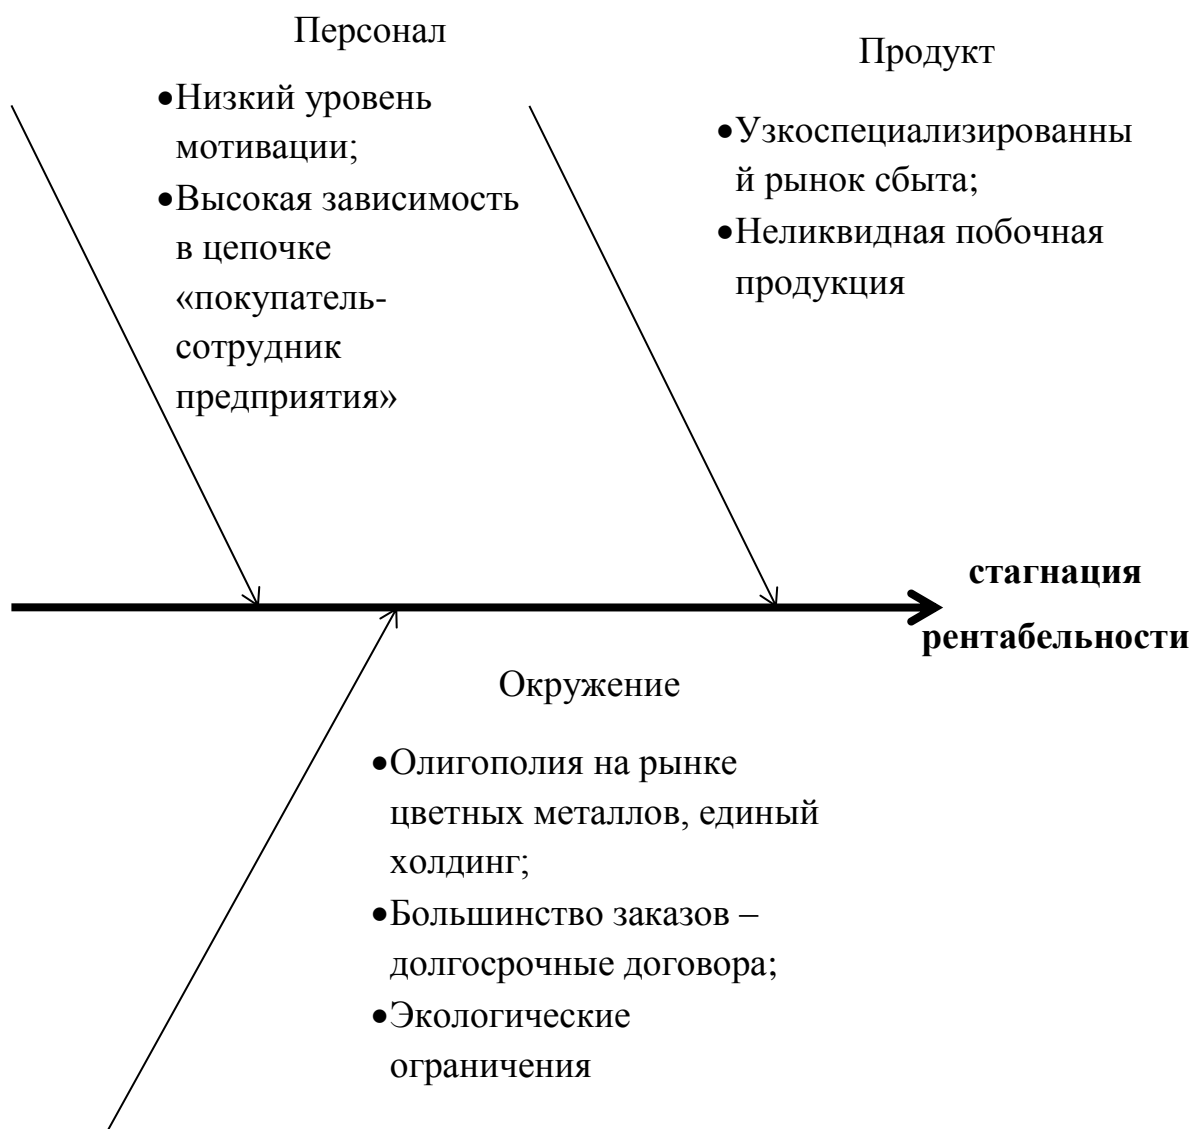 Персонал
•Низкий уровень
мотивации;
•Высокая зависимость
в цепочке
«покупатель-
сотрудник
предприятия»
Продукт
•Узкоспециализированны
й рынок сбыта;
•Неликвидная побочная
продукция
стагнация
рентабельности
Окружение
•Олигополия на рынке
цветных металлов, единый
холдинг;
•Большинство заказов –
долгосрочные договора;
•Экологические
ограничения